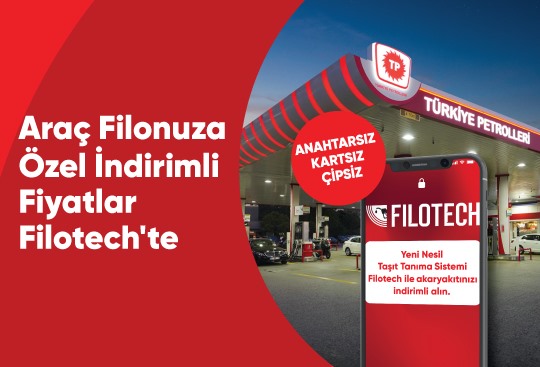 Araç Filonuza
Özel İndirimli
Fiyatlar
Filotech'te
TP
TÜRKİYE PETROLLERİ
ANAHTARSIZ
KARTSIZ
ÇİPSİZ
FILOTECH
Yeni Nesil
Taşıt Tanıma Sistemi
Filotech ile akaryakıtınızı
indirimli alın.